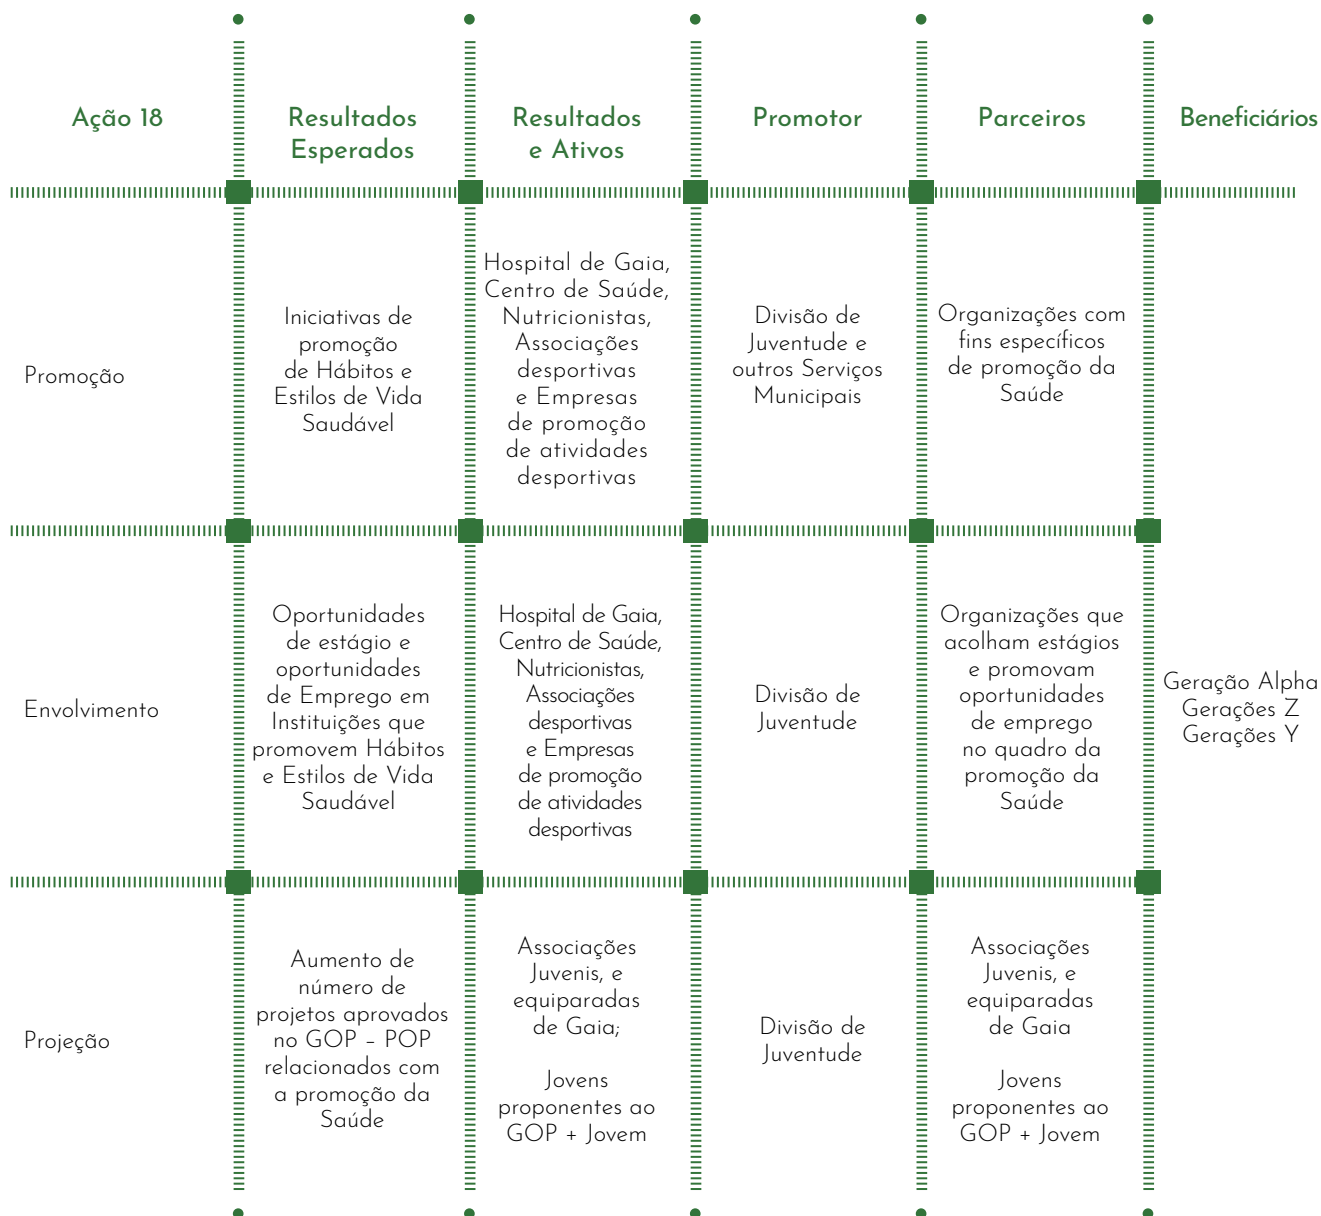 Ação 18
Resultados
Esperados
Resultados
e Ativos
Promotor
Parceiros
Beneficiários
Promoção
Iniciativas de
promoção
de Hábitos e
Estilos de Vida
Saudável
Hospital de Gaia,
Centro de Saúde,
Nutricionistas,
Associações
desportivas
e Empresas
de promoção
de atividades
desportivas
Divisão de
Juventude e
outros Serviços
Municipais
Organizações com
fins específicos
de promoção da
Saúde
Envolvimento
Oportunidades
de estágio e
oportunidades
de Emprego em
Instituições que
promovem Hábitos
e Estilos de Vida
Saudável
Hospital de Gaia,
Centro de Saúde,
Nutricionistas,
Associações
desportivas
e Empresas
de promoção
de atividades
desportivas
Divisão de
Juventude
Organizações que
acolham estágios
e promovam
oportunidades
de emprego
no quadro da
promoção da
Saúde
Geração Alpha
Gerações Z
Gerações Y
Projeção
Aumento de
número de
projetos aprovados
no GOP – POP
relacionados com
a promoção da
Saúde
Associações
Juvenis, e
equiparadas
de Gaia;
Jovens
proponentes ao
GOP + Jovem
Divisão de
Juventude
Associações
Juvenis, e
equiparadas
de Gaia
Jovens
proponentes ao
GOP + Jovem